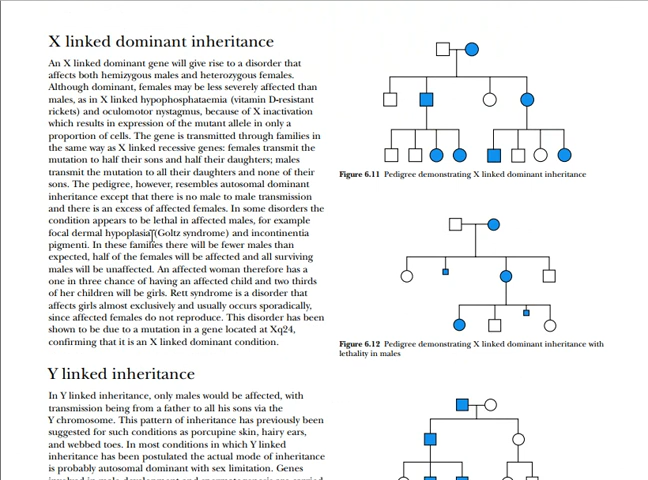 X linked dominant inheritance
An X linked dominant gene will give rise to a disorder that
affects both hemizygous males and heterozygous females.
Although dominant, females may be less severely affected than
males, as in X linked hypophosphataemia (vitamin D-resistant
rickets) and oculomotor nystagmus, because of X inactivation
which results in expression of the mutant allele in only a
proportion of cells. The gene is transmitted through families in
the same way as X linked recessive genes: females transmit the
mutation to half their sons and half their daughters; males
transmit the mutation to all their daughters and none of their
sons. The pedigree, however, resembles autosomal dominant
inheritance except that there is no male to male transmission
and there is an excess of affected females. In some disorders the
condition appears to be lethal in affected males, for example
focal dermal hypoplasia (Goltz syndrome) and incontinentia
pigmenti. In these families there will be fewer males than
expected, half of the females will be affected and all surviving
males will be unaffected. An affected woman therefore has a
one in three chance of having an affected child and two thirds
of her children will be girls. Rett syndrome is a disorder that
affects girls almost exclusively and usually occurs sporadically,
since affected females do not reproduce. This disorder has been
shown to be due to a mutation in a gene located at Xq24,
confirming that it is an X linked dominant condition.
Y linked inheritance
In Y linked inheritance, only males would be affected, with
transmission being from a father to all his sons via the
Y chromosome. This pattern of inheritance has previously been
suggested for such conditions as porcupine skin, hairy ears,
and webbed toes. In most conditions in which Y linked
inheritance has been postulated the actual mode of inheritance
is probably autosomal dominant with sex limitation. Genes
Figure 6.11 Pedigree demonstrating X linked dominant inheritance
Figure 6.12 Pedigree demonstrating X linked dominant inheritance with
lethality in males